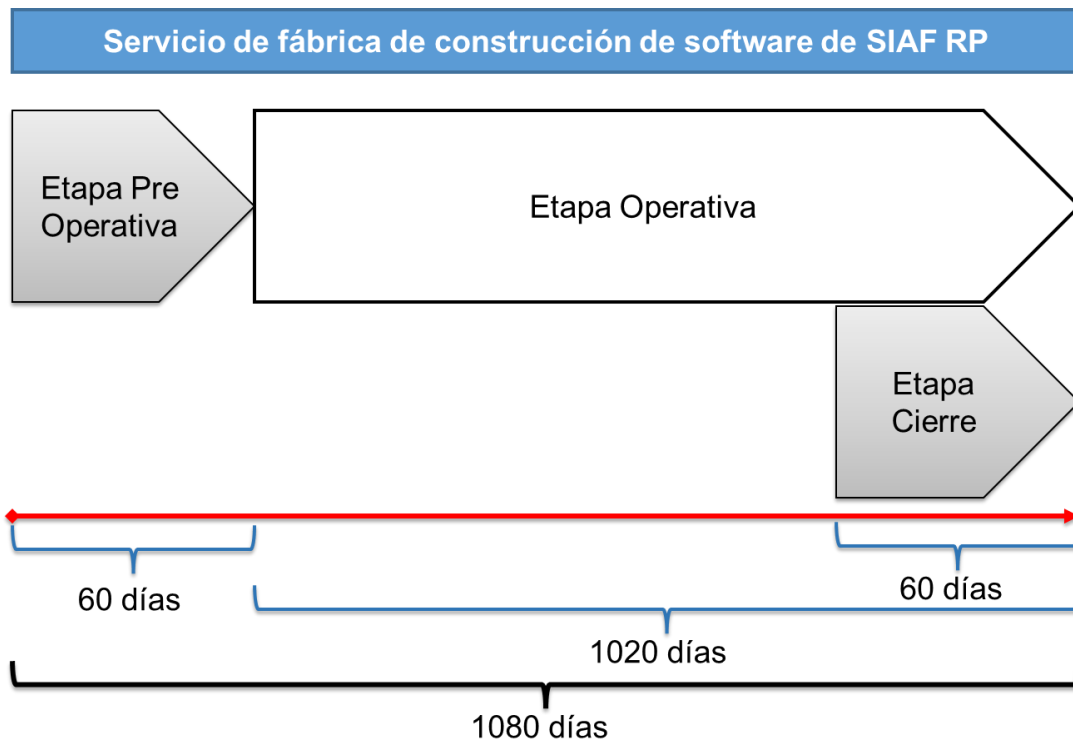 Servicio de fábrica de construcción de software de SIAF RP
Etapa Pre
Operativa
Etapa Operativa
Etapa
Cierre
60 días
60 días
1020 días
1080 días